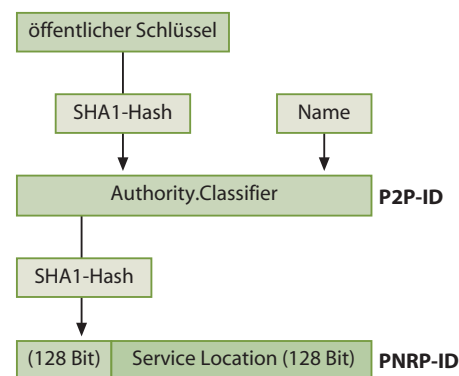 öffentlicher Schlüssel
SHA1-Hash
Name
Authority.Classifier
P2P-ID
SHA1-Hash
(128 Bit)
Service Location (128 Bit)
PNRP-ID